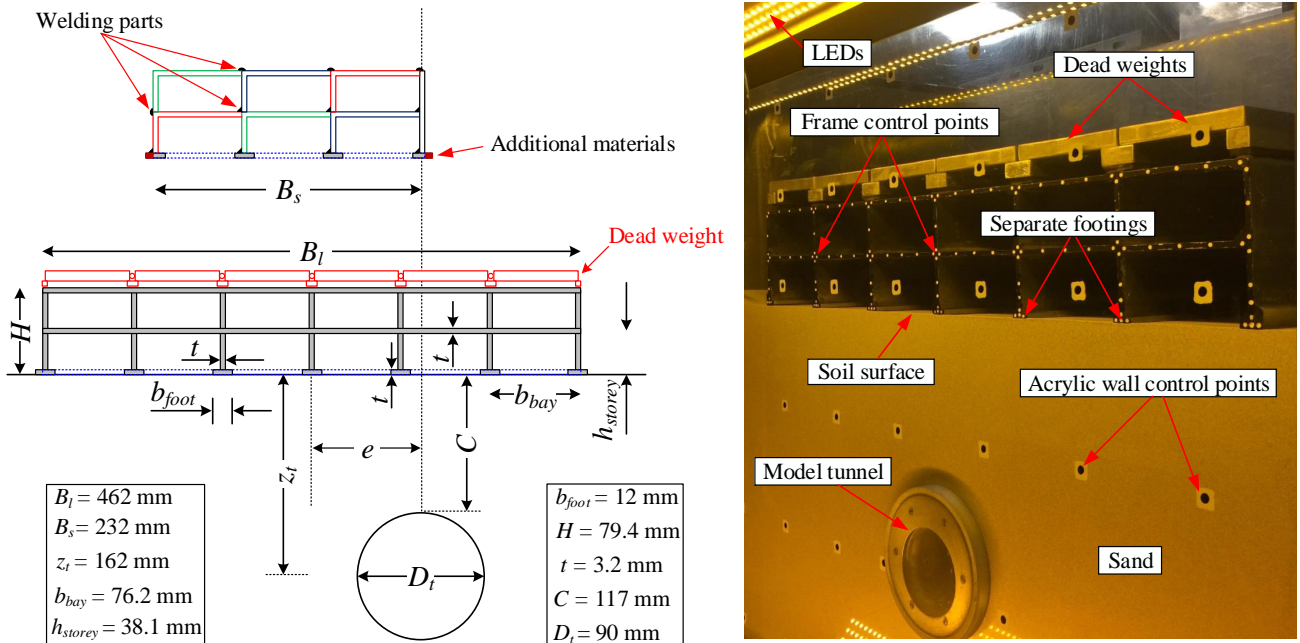 Welding parts
Additional materials
B_s
B_l
Dead weight
H
t
t
b_foot
t
b_bay
h_storey
e
C
z_t
D_t
B_l = 462 mm
B_s = 232 mm
z_t = 162 mm
b_bay = 76.2 mm
h_storey = 38.1 mm
b_foot = 12 mm
H = 79.4 mm
t = 3.2 mm
C = 117 mm
D_t = 90 mm
LEDs
Dead weights
Frame control points
Separate footings
Soil surface
Acrylic wall control points
Model tunnel
Sand